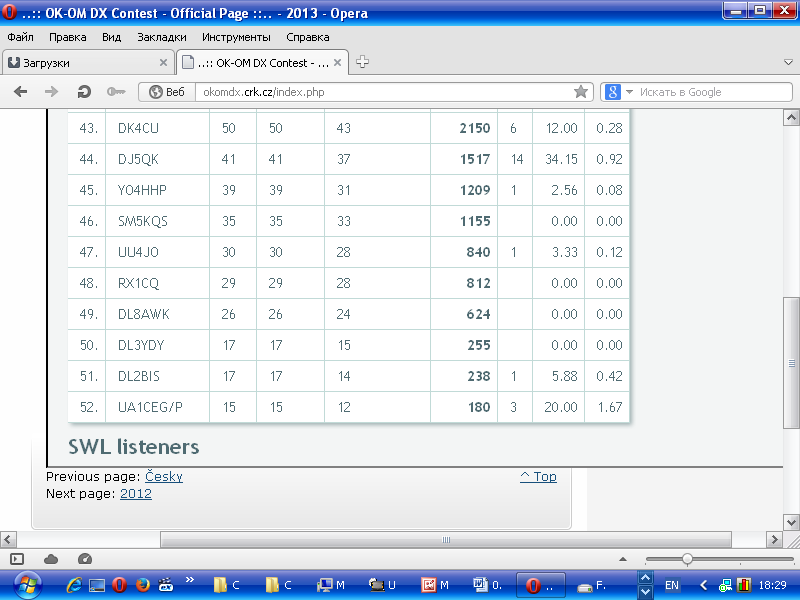 ..:: OK-OM DX Contest - Official Page ::.. - 2013 - Opera
Файл Правка Вид Закладки Инструменты Справка
Загрузки ..:: OK-OM DX Contest - ...
Веб okomdx.crk.cz/index.php Искать в Google
43. DK4CU 50 50 43 2150 6 12.00 0.28
44. DJ5QK 41 41 37 1517 14 34.15 0.92
45. YO4HHP 39 39 31 1209 1 2.56 0.08
46. SM5KQS 35 35 33 1155 0.00 0.00
47. UU4JO 30 30 28 840 1 3.33 0.12
48. RX1CQ 29 29 28 812 0.00 0.00
49. DL8AWK 26 26 24 624 0.00 0.00
50. DL3YDY 17 17 15 255 0.00 0.00
51. DL2BIS 17 17 14 238 1 5.88 0.42
52. UA1CEG/P 15 15 12 180 3 20.00 1.67
SWL listeners
Previous page: Česky ^ Top
Next page: 2012
» C C M U M 0. .. F. EN 18:29